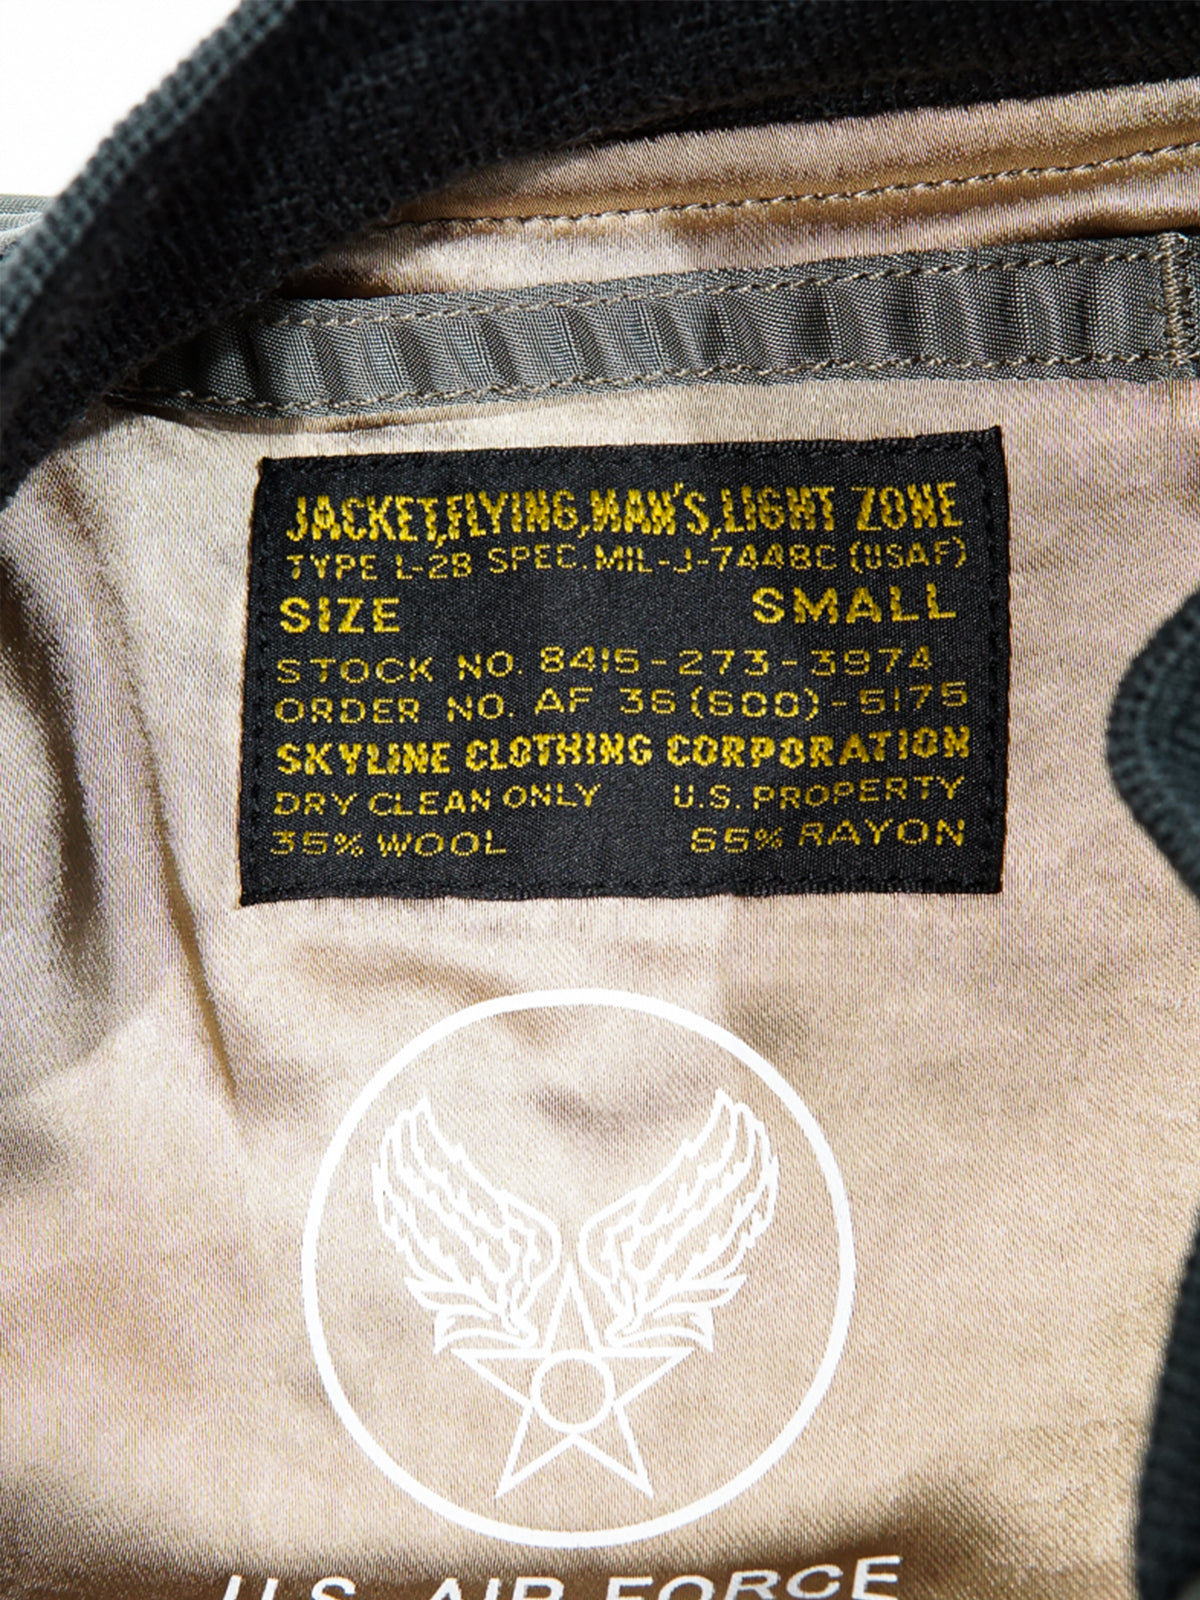 JACKET,FLYING,MAN'S,LIGHT ZONE
TYPE L-2B SPEC. MIL-J-7448C (USAF)
SIZE SMALL
STOCK NO. 8415-273-3974
ORDER NO. AF 36 (600)-5175
SKYLINE CLOTHING CORPORATION
DRY CLEAN ONLY U.S. PROPERTY
35% WOOL 65% RAYON
U.S. AIR FORCE